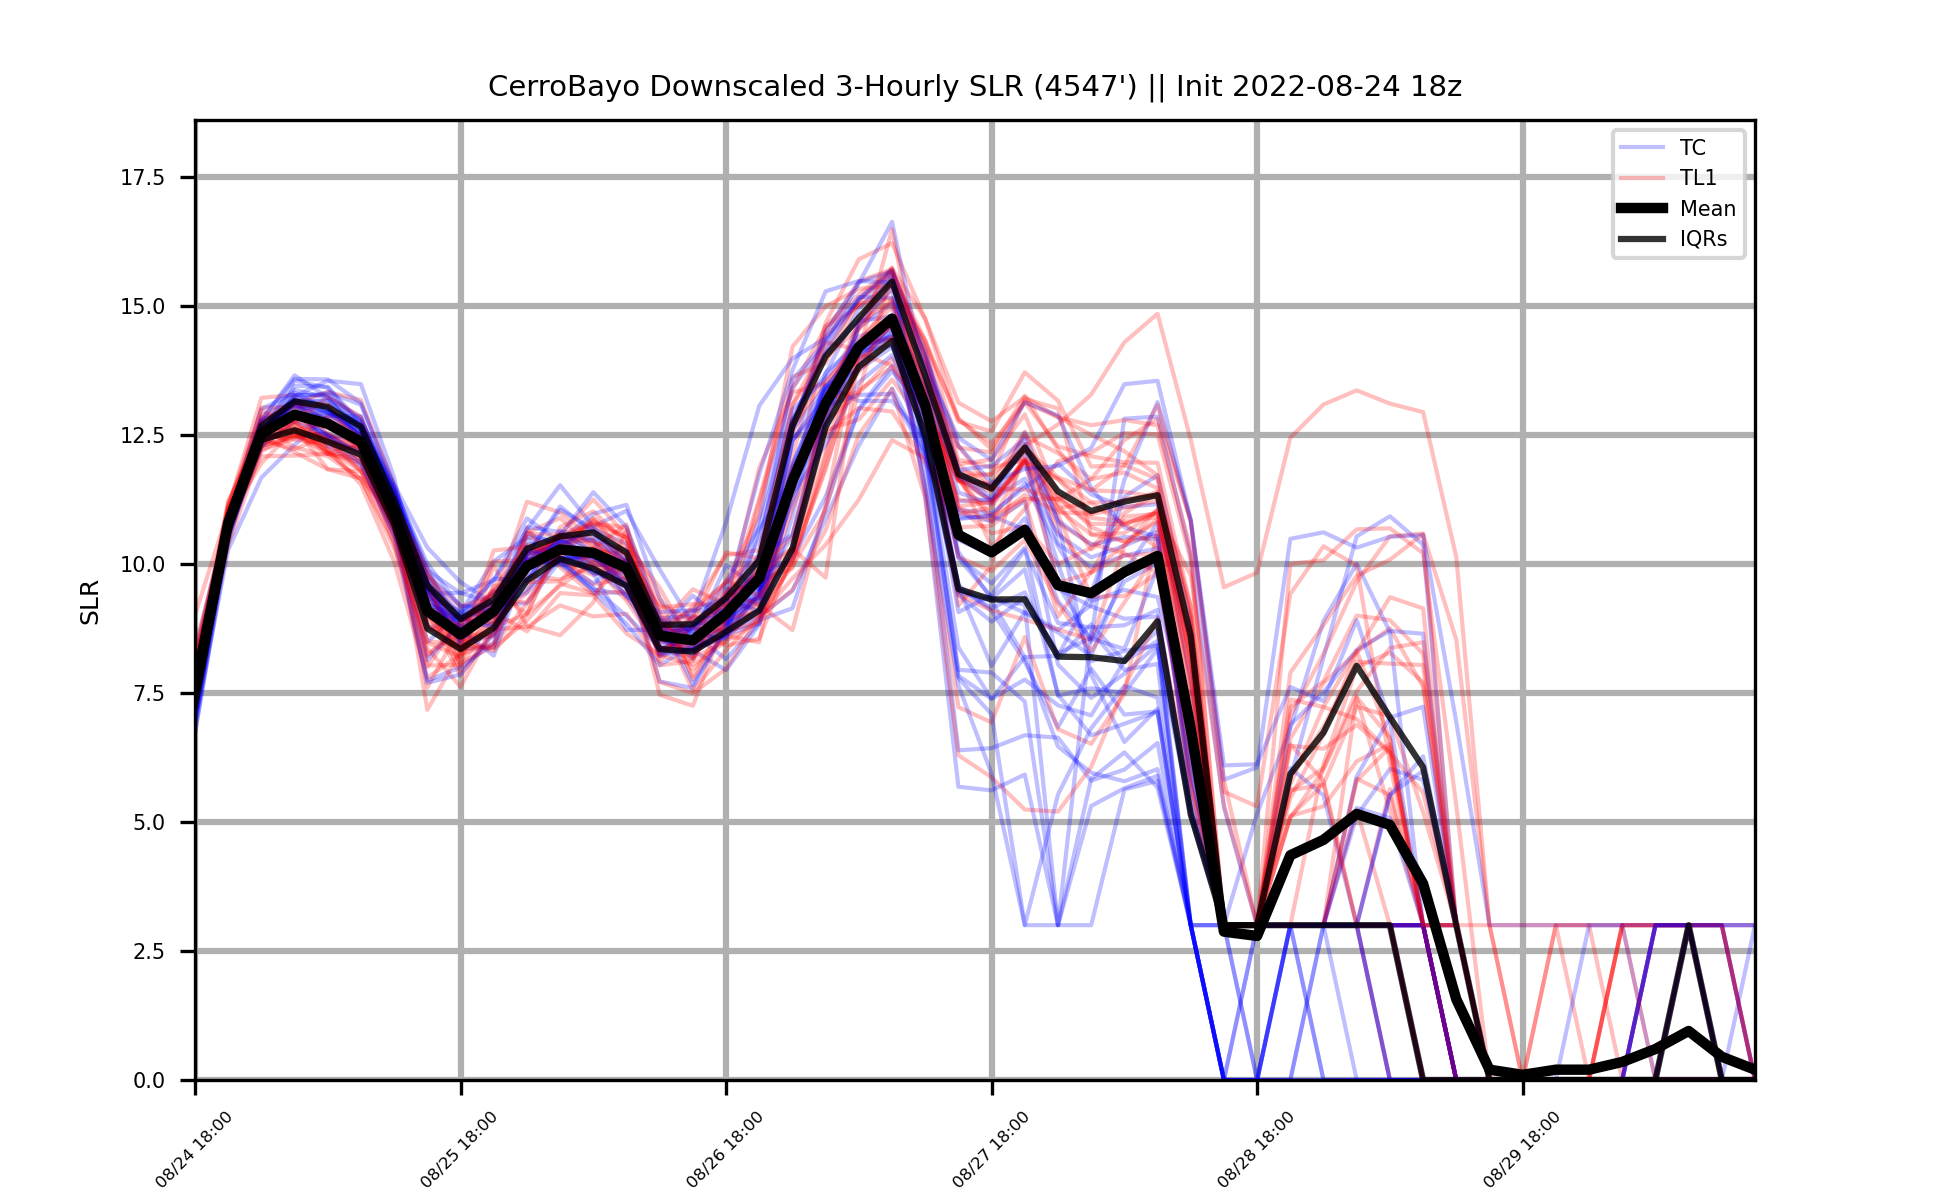 CerroBayo Downscaled 3-Hourly SLR (4547') || Init 2022-08-24 18z
TC
TL1
Mean
IQRs
SLR
17.5
15.0
12.5
10.0
7.5
5.0
2.5
0.0
08/24 18:00
08/25 18:00
08/26 18:00
08/27 18:00
08/28 18:00
08/29 18:00